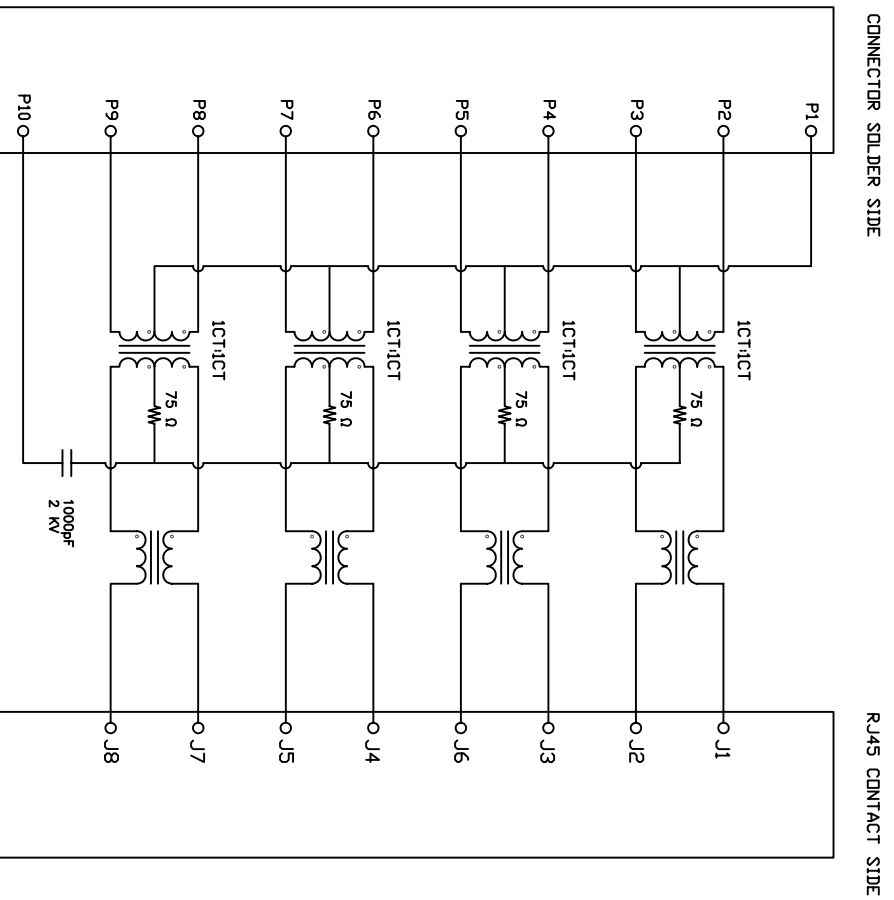 CONNECTOR SOLDER SIDE
RJ45 CONTACT SIDE
P1
P2
1CT:1CT
75 Ω
J1
P3
J2
P4
1CT:1CT
75 Ω
J3
P5
J6
P6
1CT:1CT
75 Ω
J4
P7
J5
P8
1CT:1CT
75 Ω
J7
P9
J8
P10
1000pF
2 KV